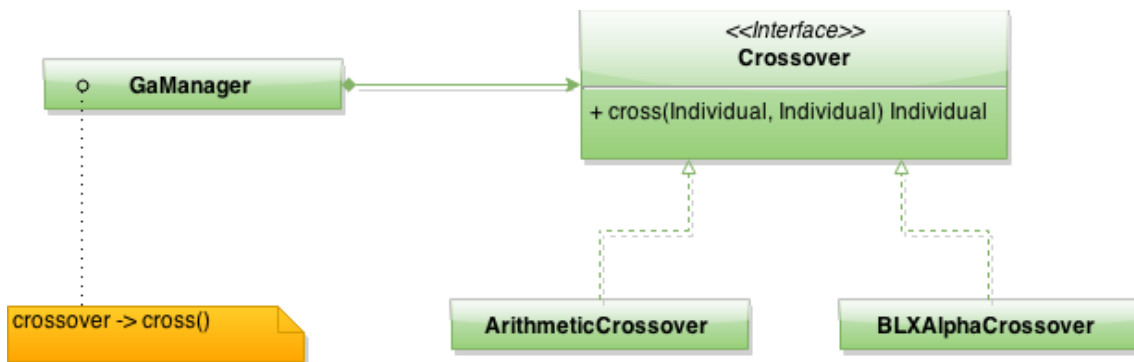 <<Interface>>
Crossover
GaManager
+ cross(Individual, Individual) Individual
crossover -> cross()
ArithmeticCrossover
BLXAlphaCrossover